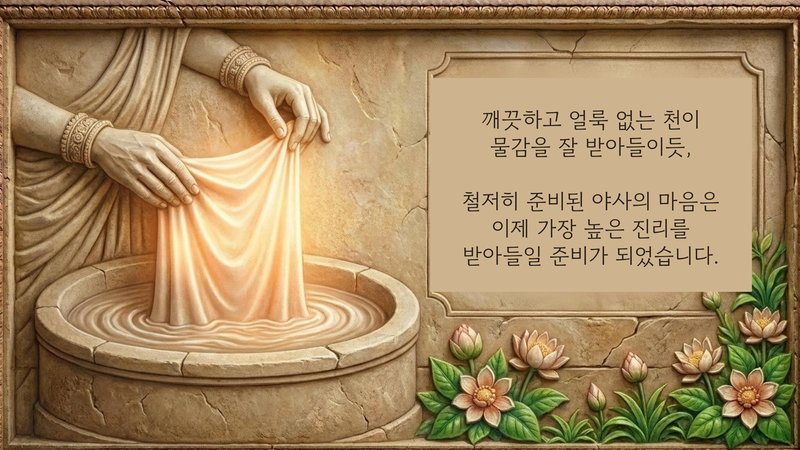 깨끗하고 얼룩 없는 천이
물감을 잘 받아들이듯,
철저히 준비된 야사의 마음은
이제 가장 높은 진리를
받아들일 준비가 되었습니다.